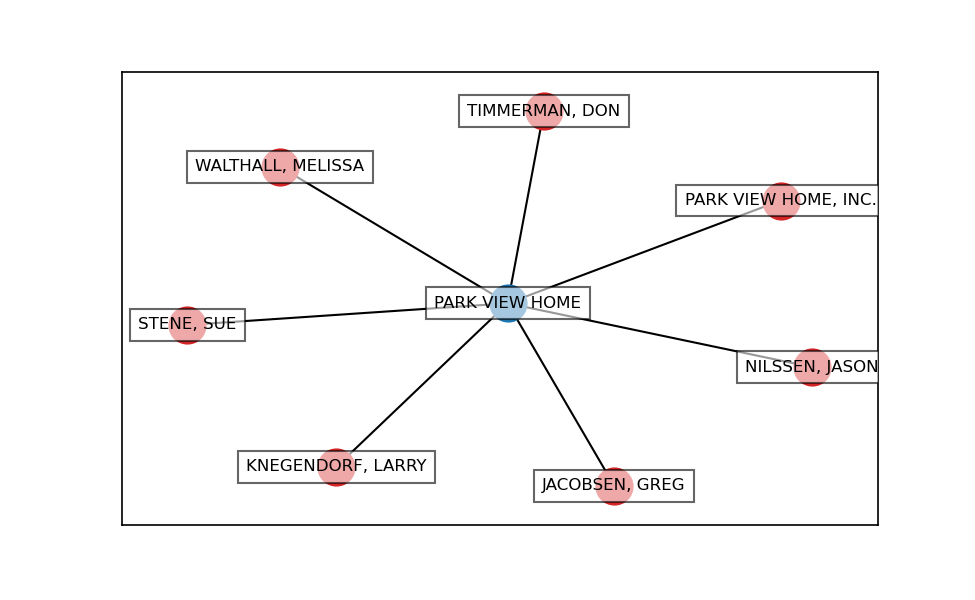 TIMMERMAN, DON
WALTHALL, MELISSA
PARK VIEW HOME, INC.
PARK VIEW HOME
STENE, SUE
NILSSEN, JASON
KNEGENDORF, LARRY
JACOBSEN, GREG